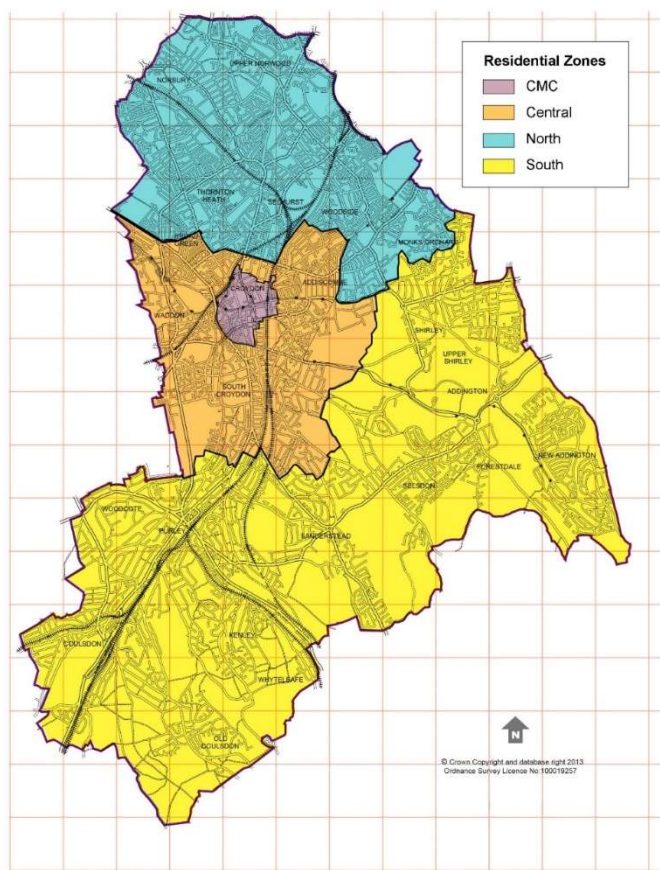 Residential Zones
CMC
Central
North
South
UPPER NORWOOD
NORBURY
THORNTON
HEATH
SELHURST
WOODSIDE
MONKS ORCHARD
GREEN
CROYDON
ADDISCOMBE
WADDON
SHIRLEY
UPPER
SHIRLEY
ADDINGTON
SOUTH
CROYDON
NEW ADDINGTON
FORESTDALE
SELSDON
WOODCOTE
PURLEY
SANDERSTEAD
KENLEY
COULSDON
WHYTELEAFE
OLD
COULSDON
N
© Crown Copyright and database right 2013
Ordnance Survey Licence No:100019257